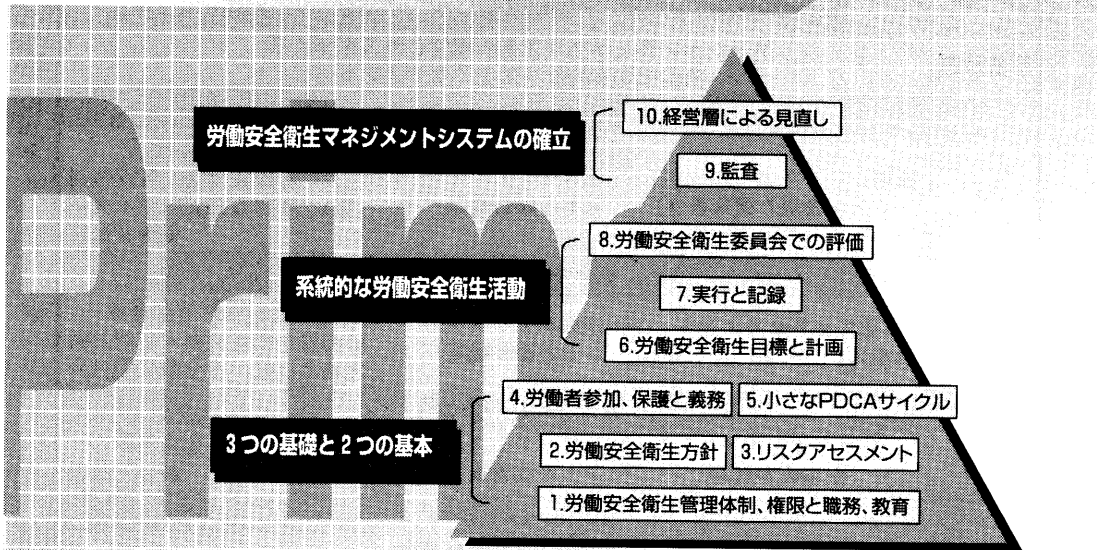 Prim
労働安全衛生マネジメントシステムの確立
10.経営層による見直し
9.監査
系統的な労働安全衛生活動
8.労働安全衛生委員会での評価
7.実行と記録
6.労働安全衛生目標と計画
3つの基礎と2つの基本
4.労働者参加、保護と義務
5.小さなPDCAサイクル
2.労働安全衛生方針
3.リスクアセスメント
1.労働安全衛生管理体制、権限と職務、教育